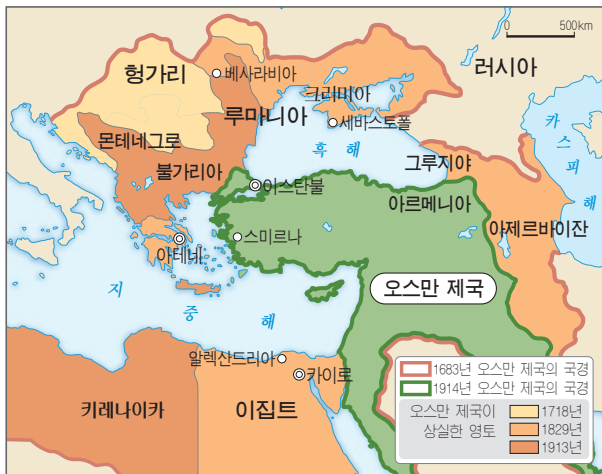 0 500km
러시아
헝가리
베사라비아
크리미아
루마니아
세바스토폴
몬테네그로
흑해
그루지야
카스피해
불가리아
이스탄불
아르메니아
아제르바이잔
스미르나
아테네
오스만 제국
지중해
알렉산드리아
카이로
키레나이카
이집트
1683년 오스만 제국의 국경
1914년 오스만 제국의 국경
오스만 제국이
상실한 영토
1718년
1829년
1913년